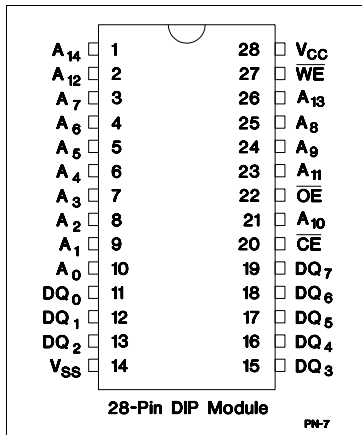 A14 1 28 VCC
A12 2 27 WE
A7 3 26 A13
A6 4 25 A8
A5 5 24 A9
A4 6 23 A11
A3 7 22 OE
A2 8 21 A10
A1 9 20 CE
A0 10 19 DQ7
DQ0 11 18 DQ6
DQ1 12 17 DQ5
DQ2 13 16 DQ4
VSS 14 15 DQ3
28-Pin DIP Module
PN-7